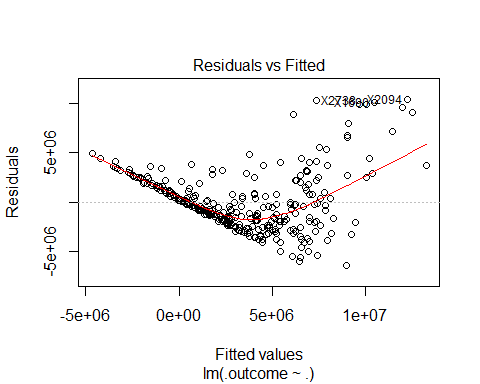 Residuals vs Fitted
X2094
Residuals
5e+06
-5e+06
-5e+06 0e+00 5e+06 1e+07
Fitted values
lm(.outcome ~ .)